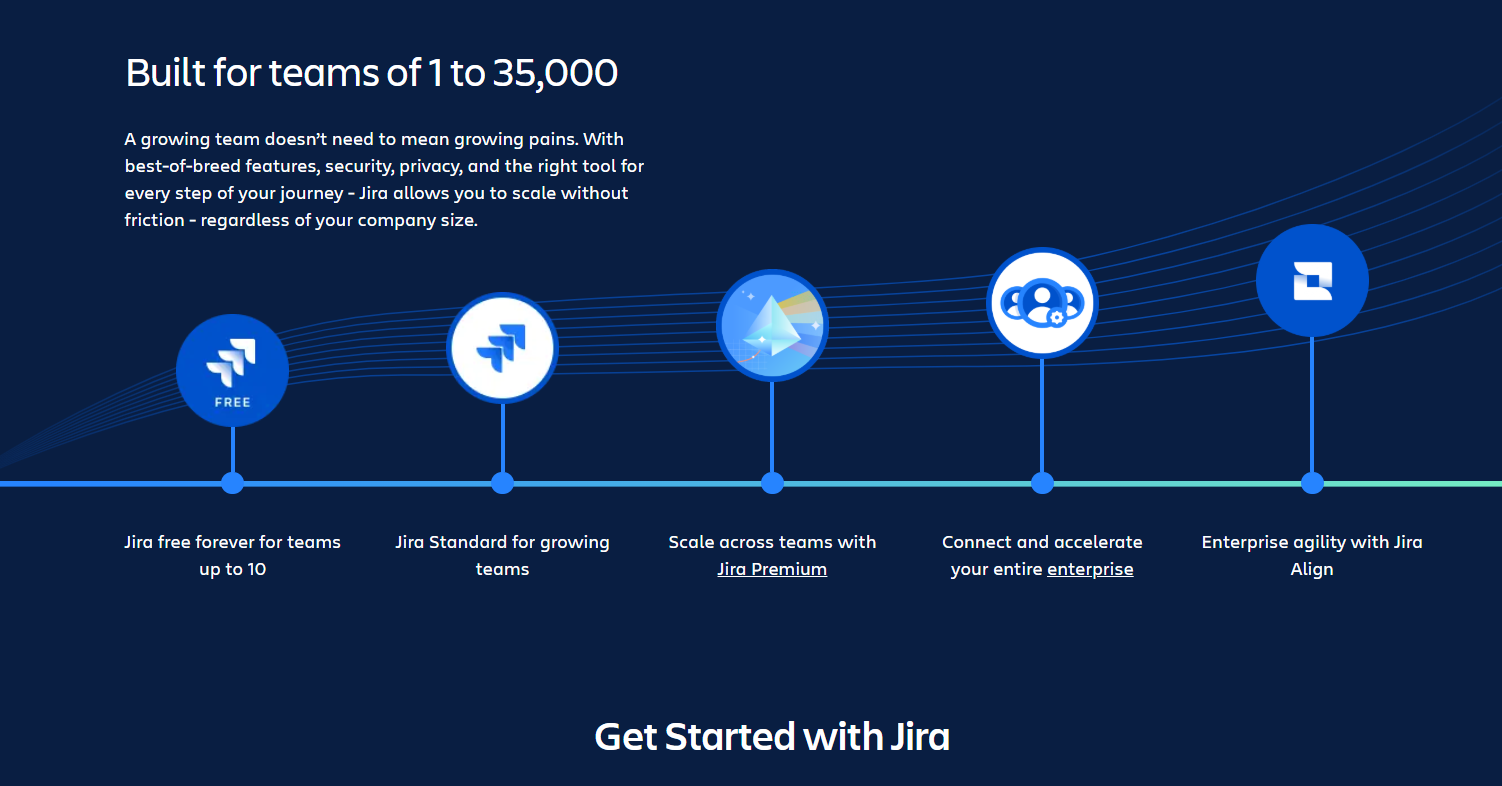 Built for teams of 1 to 35,000
A growing team doesn’t need to mean growing pains. With
best-of-breed features, security, privacy, and the right tool for
every step of your journey - Jira allows you to scale without
friction - regardless of your company size.
FREE
Jira free forever for teams
up to 10
Jira Standard for growing
teams
Scale across teams with
Jira Premium
Connect and accelerate
your entire enterprise
Enterprise agility with Jira
Align
Get Started with Jira